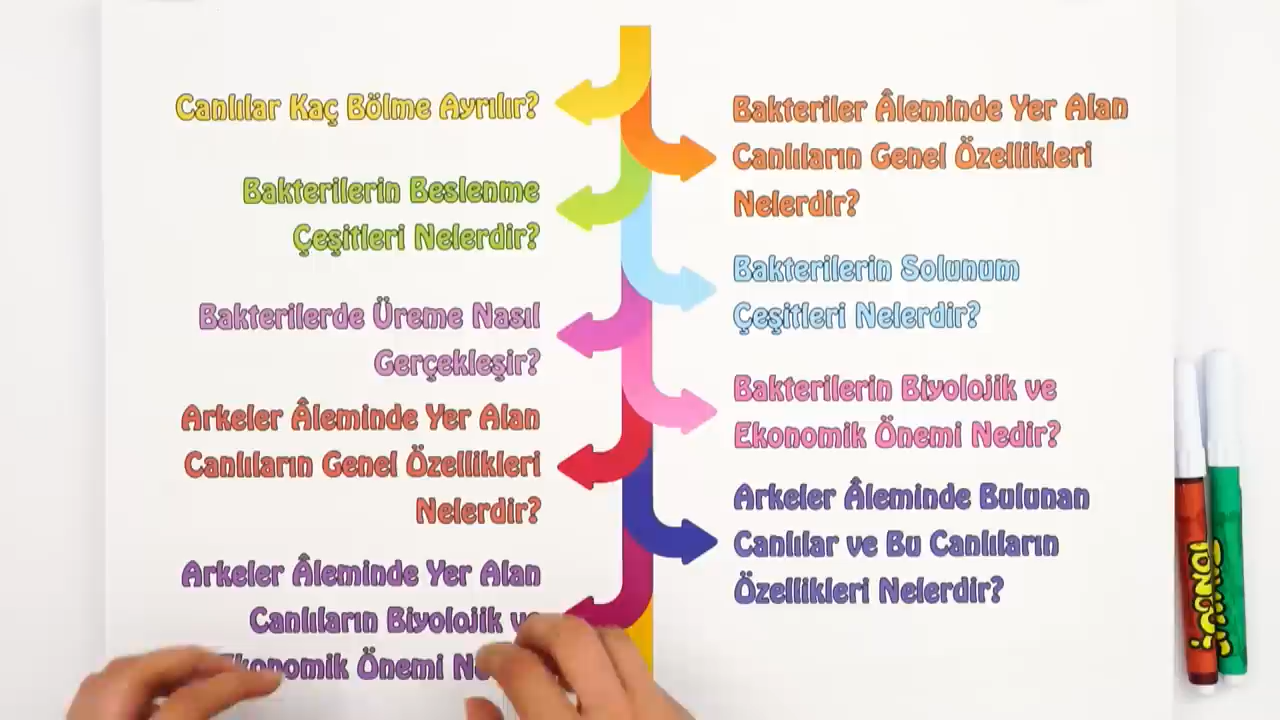 Canlılar Kaç Bölme Ayrılır?
Bakteriler Âleminde Yer Alan
Canlıların Genel Özellikleri
Nelerdir?
Bakterilerin Beslenme
Çeşitleri Nelerdir?
Bakterilerin Solunum
Çeşitleri Nelerdir?
Bakterilerde Üreme Nasıl
Gerçekleşir?
Bakterilerin Biyolojik ve
Ekonomik Önemi Nedir?
Arkeler Âleminde Yer Alan
Canlıların Genel Özellikleri
Nelerdir?
Arkeler Âleminde Bulunan
Canlılar ve Bu Canlıların
Özellikleri Nelerdir?
Arkeler Âleminde Yer Alan
Canlıların Biyolojik
Önemi